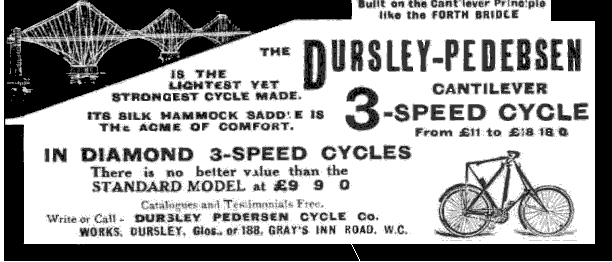 Built on the Cantilever Principle
like the FORTH BRIDGE
THE DURSLEY-PEDERSEN
CANTILEVER
3-SPEED CYCLE
From £11 to £18 18 0
IS THE
LIGHTEST YET
STRONGEST CYCLE MADE.
ITS SILK HAMMOCK SADDLE IS
THE ACME OF COMFORT.
IN DIAMOND 3-SPEED CYCLES
There is no better value than the
STANDARD MODEL at £9 9 0
Catalogues and Testimonials Free.
Write or Call - DURSLEY PEDERSEN CYCLE Co.
WORKS, DURSLEY, Glos., or 188, GRAY'S INN ROAD, W.C.